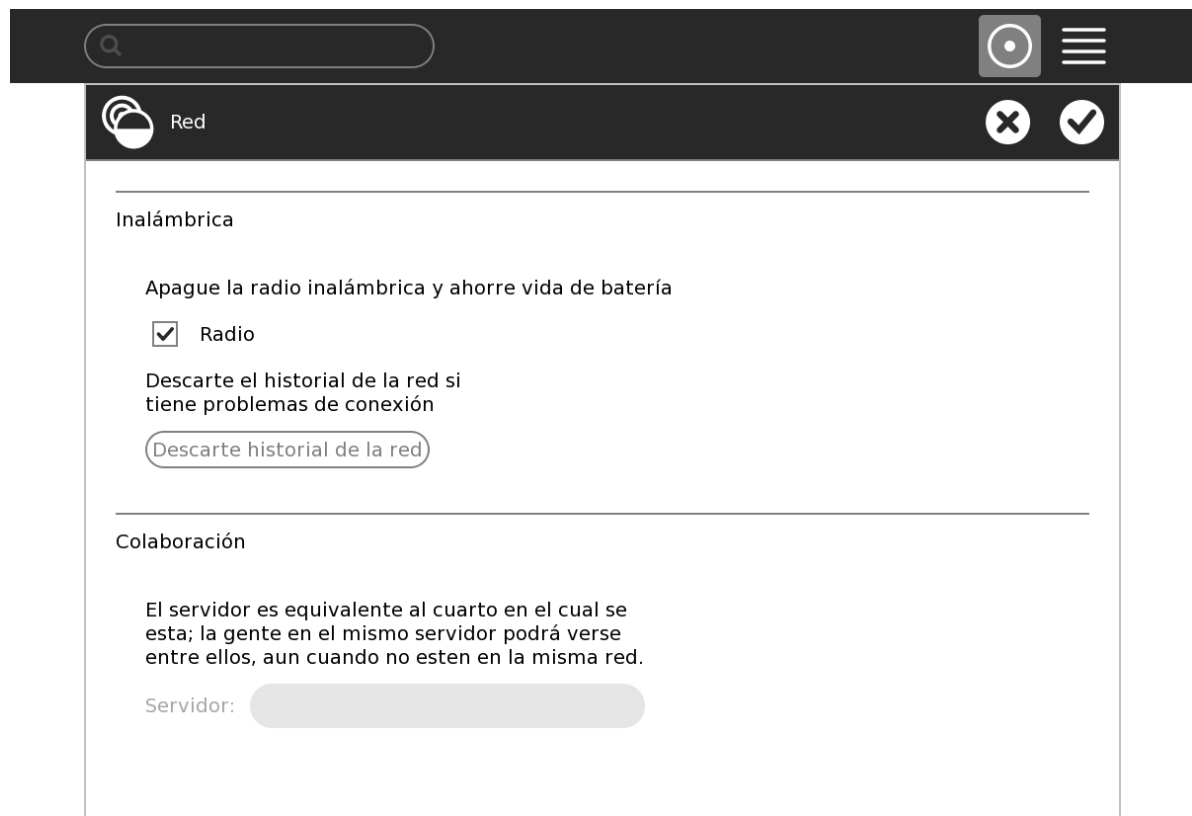 Red
Inalámbrica
Apague la radio inalámbrica y ahorre vida de batería
Radio
Descarte el historial de la red si
tiene problemas de conexión
Descarte historial de la red
Colaboración
El servidor es equivalente al cuarto en el cual se
esta; la gente en el mismo servidor podrá verse
entre ellos, aun cuando no esten en la misma red.
Servidor: